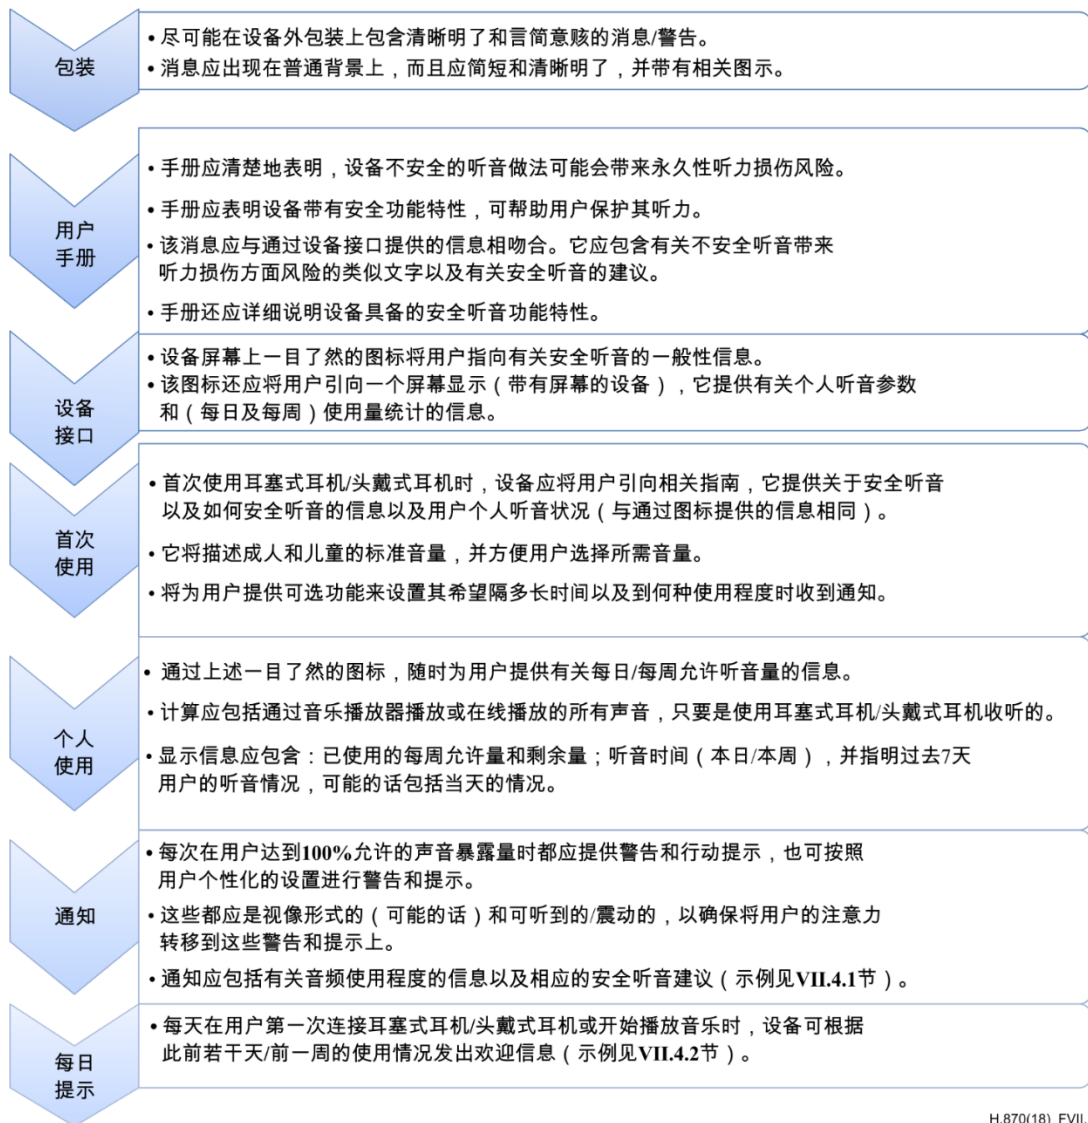 包装
• 尽可能在设备外包装上包含清晰明了和言简意赅的消息/警告。
• 消息应出现在普通背景上，而且应简短和清晰明了，并带有相关图示。
用户
手册
• 手册应清楚地表明，设备不安全的听音做法可能会带来永久性听力损伤风险。
• 手册应表明设备带有安全功能特性，可帮助用户保护其听力。
• 该消息应与通过设备接口提供的信息相吻合。它应包含有关不安全听音带来
听力损伤方面风险的类似文字以及有关安全听音的建议。
• 手册还应详细说明设备具备的安全听音功能特性。
设备
接口
• 设备屏幕上一目了然的图标将用户指向有关安全听音的一般性信息。
• 该图标还应将用户引向一个屏幕显示（带有屏幕的设备），它提供有关个人听音参数
和（每日及每周）使用量统计的信息。
首次
使用
• 首次使用耳塞式耳机/头戴式耳机时，设备应将用户引向相关指南，它提供关于安全听音
以及如何安全听音的信息以及用户个人听音状况（与通过图标提供的信息相同）。
• 它将描述成人和儿童的标准音量，并方便用户选择所需音量。
• 将为用户提供可选功能来设置其希望隔多长时间以及到何种使用程度时收到通知。
个人
使用
• 通过上述一目了然的图标，随时为用户提供有关每日/每周允许听音量的信息。
• 计算应包括通过音乐播放器播放或在线播放的所有声音，只要是使用耳塞式耳机/头戴式耳机收听的。
• 显示信息应包含：已使用的每周允许量和剩余量；听音时间（本日/本周），并指明过去7天
用户的听音情况，可能的话包括当天的情况。
通知
• 每次在用户达到100%允许的声音暴露量时都应提供警告和行动提示，也可按照
用户个性化的设置进行警告和提示。
• 这些都应是视像形式的（可能的话）和可听到的/震动的，以确保将用户的注意力
转移到这些警告和提示上。
• 通知应包括有关音频使用程度的信息以及相应的安全听音建议（示例见VII.4.1节）。
每日
提示
• 每天在用户第一次连接耳塞式耳机/头戴式耳机或开始播放音乐时，设备可根据
此前若干天/前一周的使用情况发出欢迎信息（示例见VII.4.2节）。
H.870(18)_FVII.